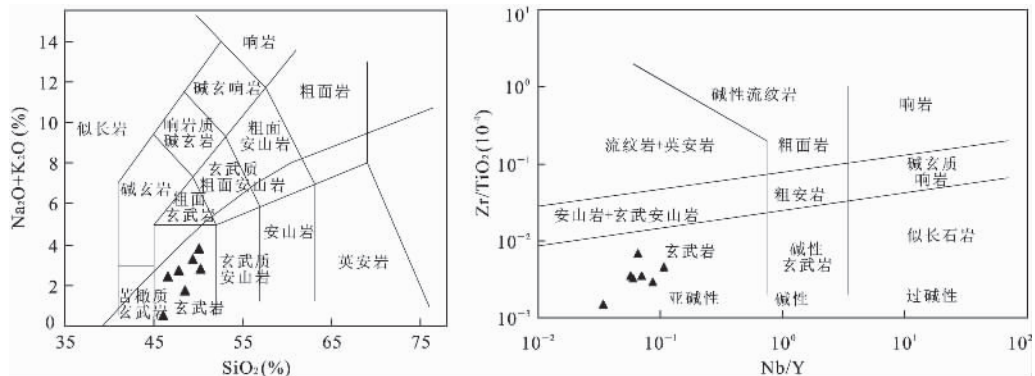 14
12
10
8
6
4
2
0
Na₂O+K₂O (%)
响岩
碱玄响岩
粗面岩
似长岩
响岩质
碱玄岩
粗面
安山岩
玄武质
粗面安山岩
碱玄岩
粗面
玄武岩
安山岩
玄武质
安山岩
英安岩
苦橄质
玄武岩
玄武岩
35
45
55
65
75
SiO₂(%)
10¹
10⁰
10⁻¹
10⁻²
10⁻³
碱性流纹岩
响岩
流纹岩+英安岩
粗面岩
碱玄质
响岩
粗安岩
安山岩+玄武安山岩
似长石岩
玄武岩
碱性
玄武岩
亚碱性
碱性
过碱性
10⁻²
10⁻¹
10⁰
10¹
10²
Nb/Y